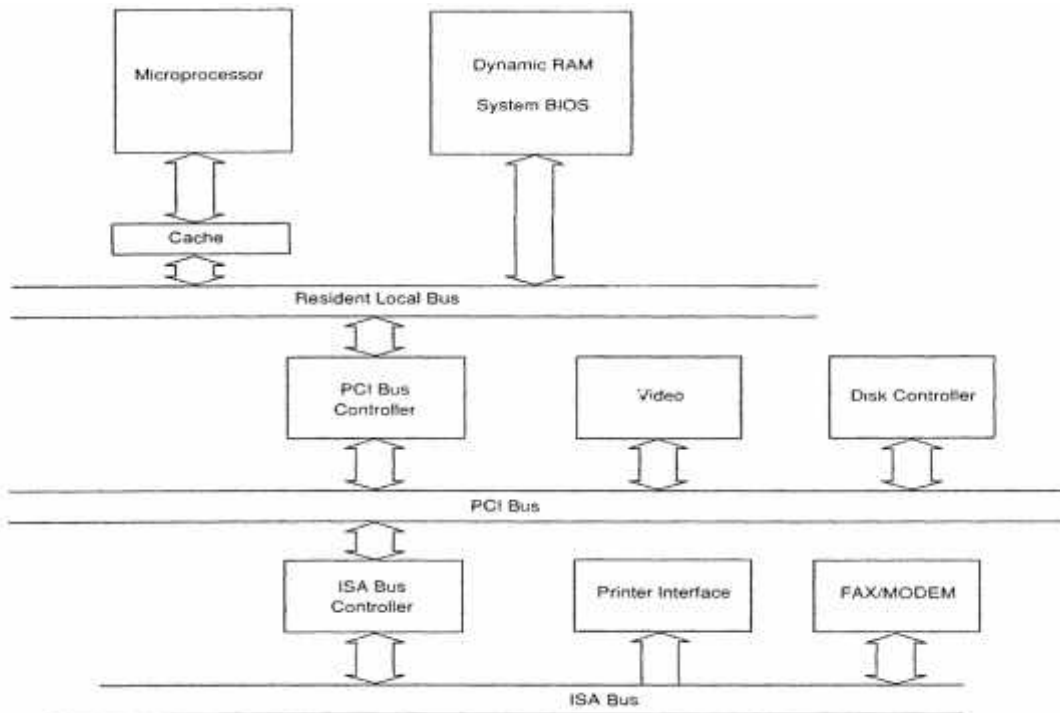 Microprocessor
Dynamic RAM
System BIOS
Cache
Resident Local Bus
PCI Bus
Controller
Video
Disk Controller
PCI Bus
ISA Bus
Controller
Printer Interface
FAX/MODEM
ISA Bus